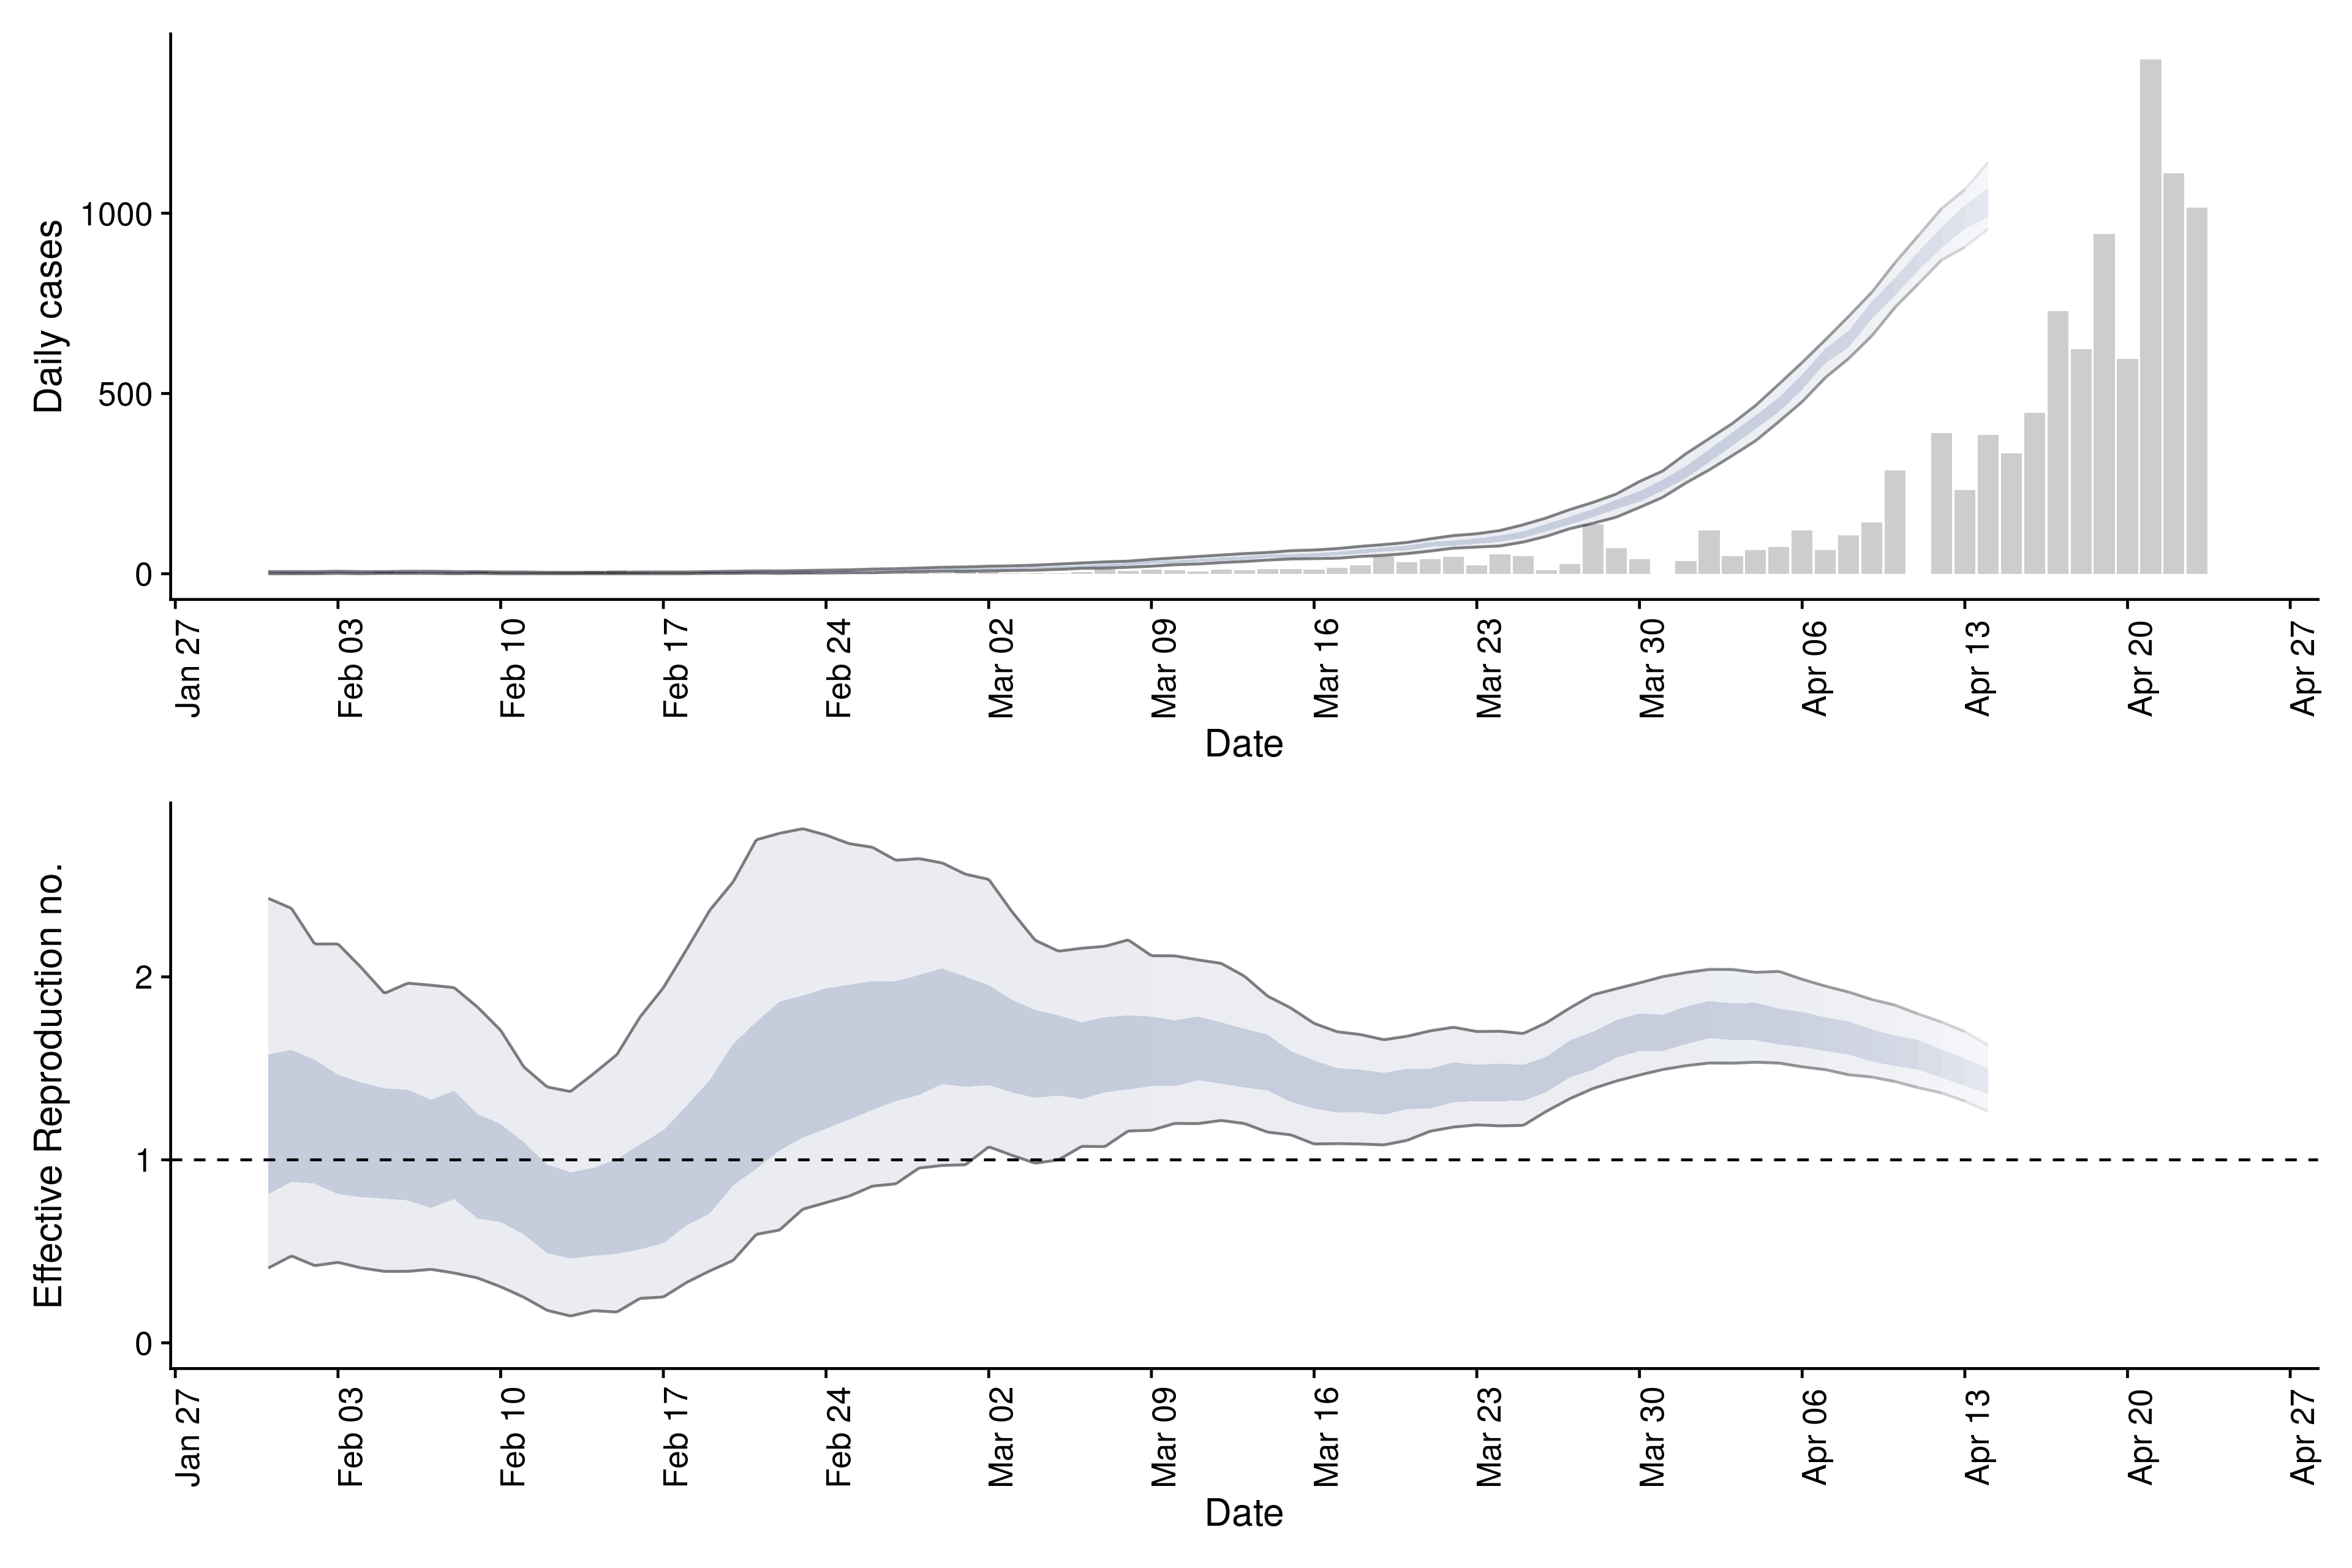 Daily cases
1000
500
0
Jan 27
Feb 03
Feb 10
Feb 17
Feb 24
Mar 02
Mar 09
Mar 16
Mar 23
Mar 30
Apr 06
Apr 13
Apr 20
Apr 27
Date
Effective Reproduction no.
2
1
0
Jan 27
Feb 03
Feb 10
Feb 17
Feb 24
Mar 02
Mar 09
Mar 16
Mar 23
Mar 30
Apr 06
Apr 13
Apr 20
Apr 27
Date